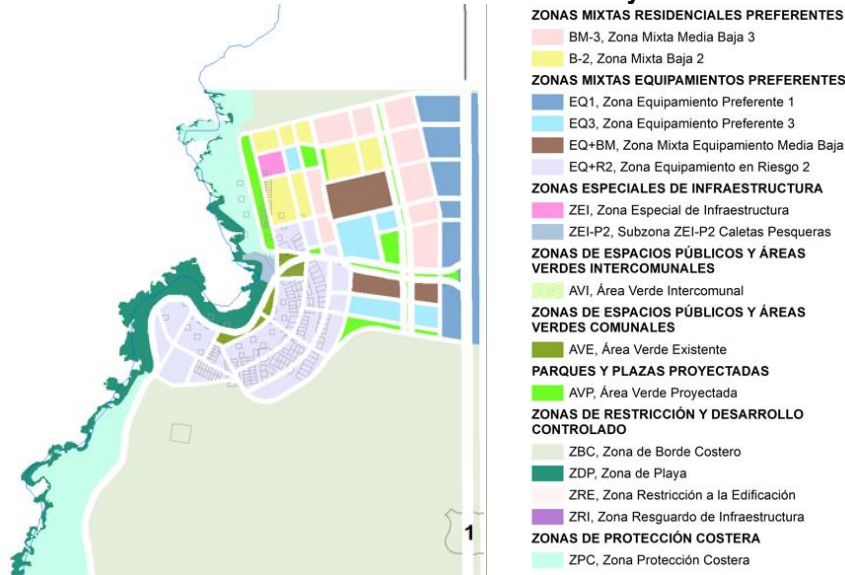 ZONAS MIXTAS RESIDENCIALES PREFERENTES
BM-3, Zona Mixta Media Baja 3
B-2, Zona Mixta Baja 2
ZONAS MIXTAS EQUIPAMIENTOS PREFERENTES
EQ1, Zona Equipamiento Preferente 1
EQ3, Zona Equipamiento Preferente 3
EQ+BM, Zona Mixta Equipamiento Media Baja
EQ+R2, Zona Equipamiento en Riesgo 2
ZONAS ESPECIALES DE INFRAESTRUCTURA
ZEI, Zona Especial de Infraestructura
ZEI-P2, Subzona ZEI-P2 Caletas Pesqueras
ZONAS DE ESPACIOS PÚBLICOS Y ÁREAS
VERDES INTERCOMUNALES
AVI, Área Verde Intercomunal
ZONAS DE ESPACIOS PÚBLICOS Y ÁREAS
VERDES COMUNALES
AVE, Área Verde Existente
PARQUES Y PLAZAS PROYECTADAS
AVP, Área Verde Proyectada
ZONAS DE RESTRICCIÓN Y DESARROLLO
CONTROLADO
ZBC, Zona de Borde Costero
ZDP, Zona de Playa
ZRE, Zona Restricción a la Edificación
ZRI, Zona Resguardo de Infraestructura
ZONAS DE PROTECCIÓN COSTERA
ZPC, Zona Protección Costera
1